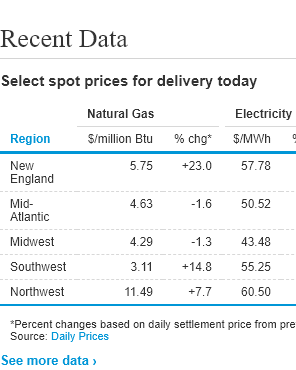 Recent Data
Select spot prices for delivery today
Natural Gas Electricity
Region $/million Btu % chg* $/MWh %
New England 5.75 +23.0 57.78
Mid-Atlantic 4.63 -1.6 50.52
Midwest 4.29 -1.3 43.48
Southwest 3.11 +14.8 55.25
Northwest 11.49 +7.7 60.50
*Percent changes based on daily settlement price from pre
Source: Daily Prices
See more data ›